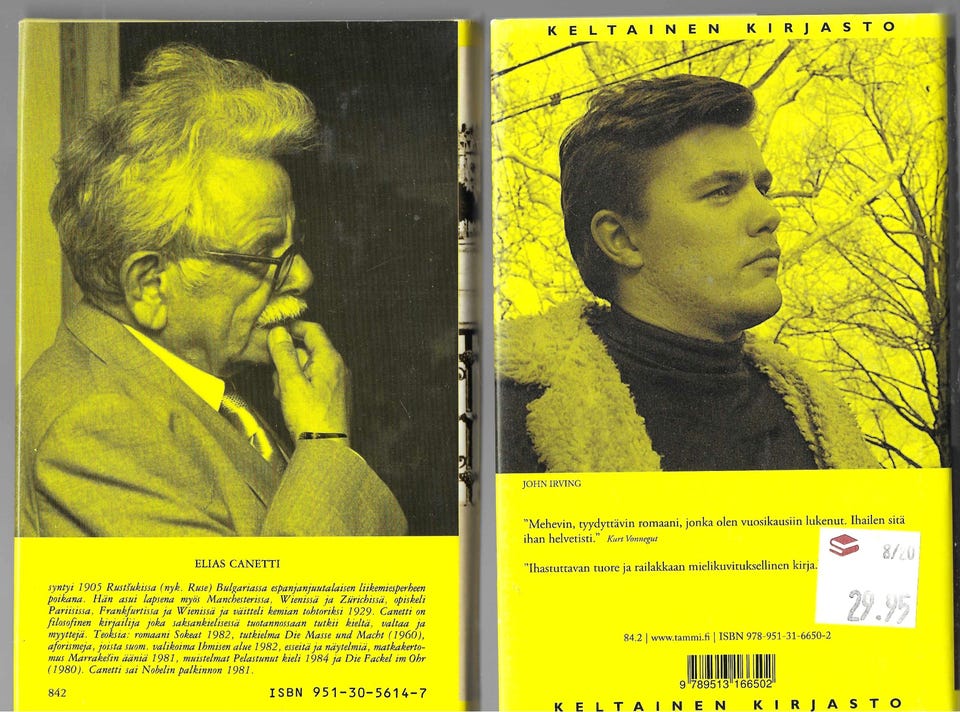 ELIAS CANETTI
syntyi 1905 Rustšukissa (nyk. Ruse) Bulgariassa espanjanjuutalaisen liikemiesperheen
poikana. Hän asui lapsena myös Manchesterissa, Wienissä ja Zürichissä, opiskeli
Pariisissa, Frankfurtissa ja Wienissä ja väitteli kemian tohtoriksi 1929. Canetti on
filosofinen kirjailija joka saksankielisessä tuotannossaan tutkii kieltä, valtaa ja
myyttejä. Teoksia: romaani Sokeat 1982, tutkielma Die Masse und Macht (1960),
aforismeja, joista suom. valikoima Ihmisen alue 1982, esseitä ja näytelmiä, matkakerto-
mus Marrakešin ääniä 1981, muistelmat Pelastunut kieli 1984 ja Die Fackel im Ohr
(1980). Canetti sai Nobelin palkinnon 1981.
842
ISBN 951-30-5614-7
KELTAINEN KIRJASTO
JOHN IRVING
"Mehevin, tyydyttävin romaani, jonka olen vuosikausiin lukenut. Ihailen sitä
ihan helvetisti." Kurt Vonnegut
"Ihastuttavan tuore ja railakkaan mielikuvituksellinen kirja.
8/20
29.95
84.2 | www.tammi.fi | ISBN 978-951-31-6650-2
9 789513 166502
KELTAINEN KIRJASTO